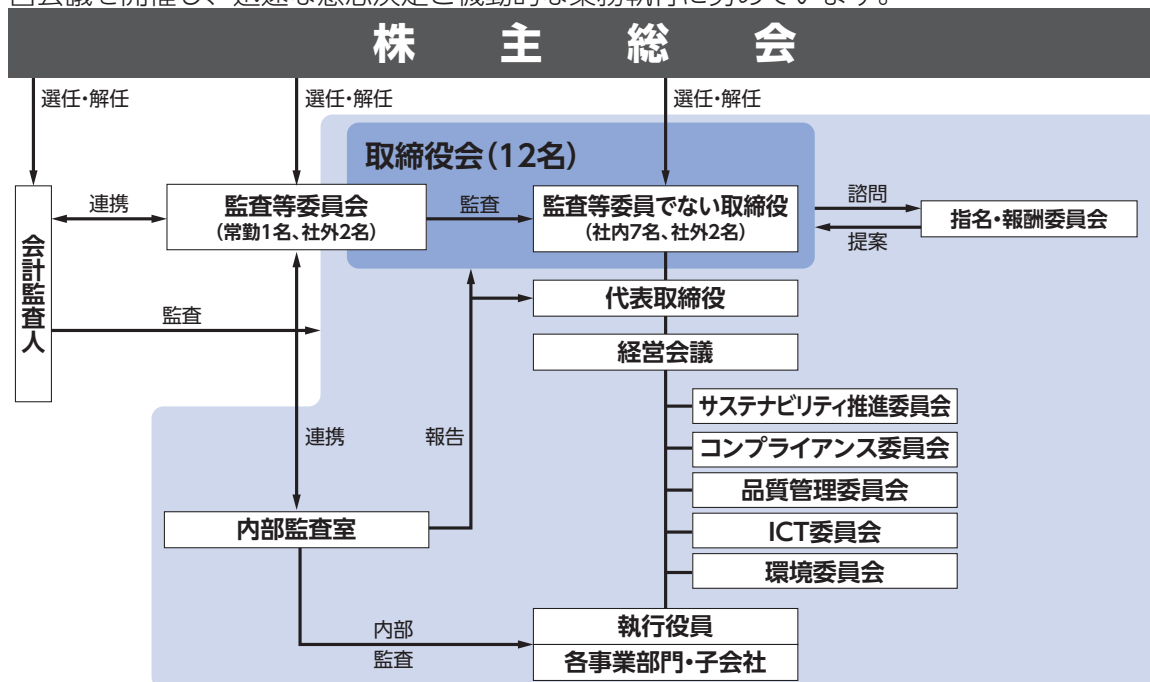 株主総会
選任・解任
選任・解任
選任・解任
取締役会（12名）
連携
監査等委員会
（常勤1名、社外2名）
監査
監査等委員でない取締役
（社内7名、社外2名）
諮問
提案
指名・報酬委員会
会計監査人
監査
代表取締役
経営会議
サステナビリティ推進委員会
コンプライアンス委員会
品質管理委員会
ICT委員会
環境委員会
連携
報告
内部監査室
内部
監査
執行役員
各事業部門・子会社